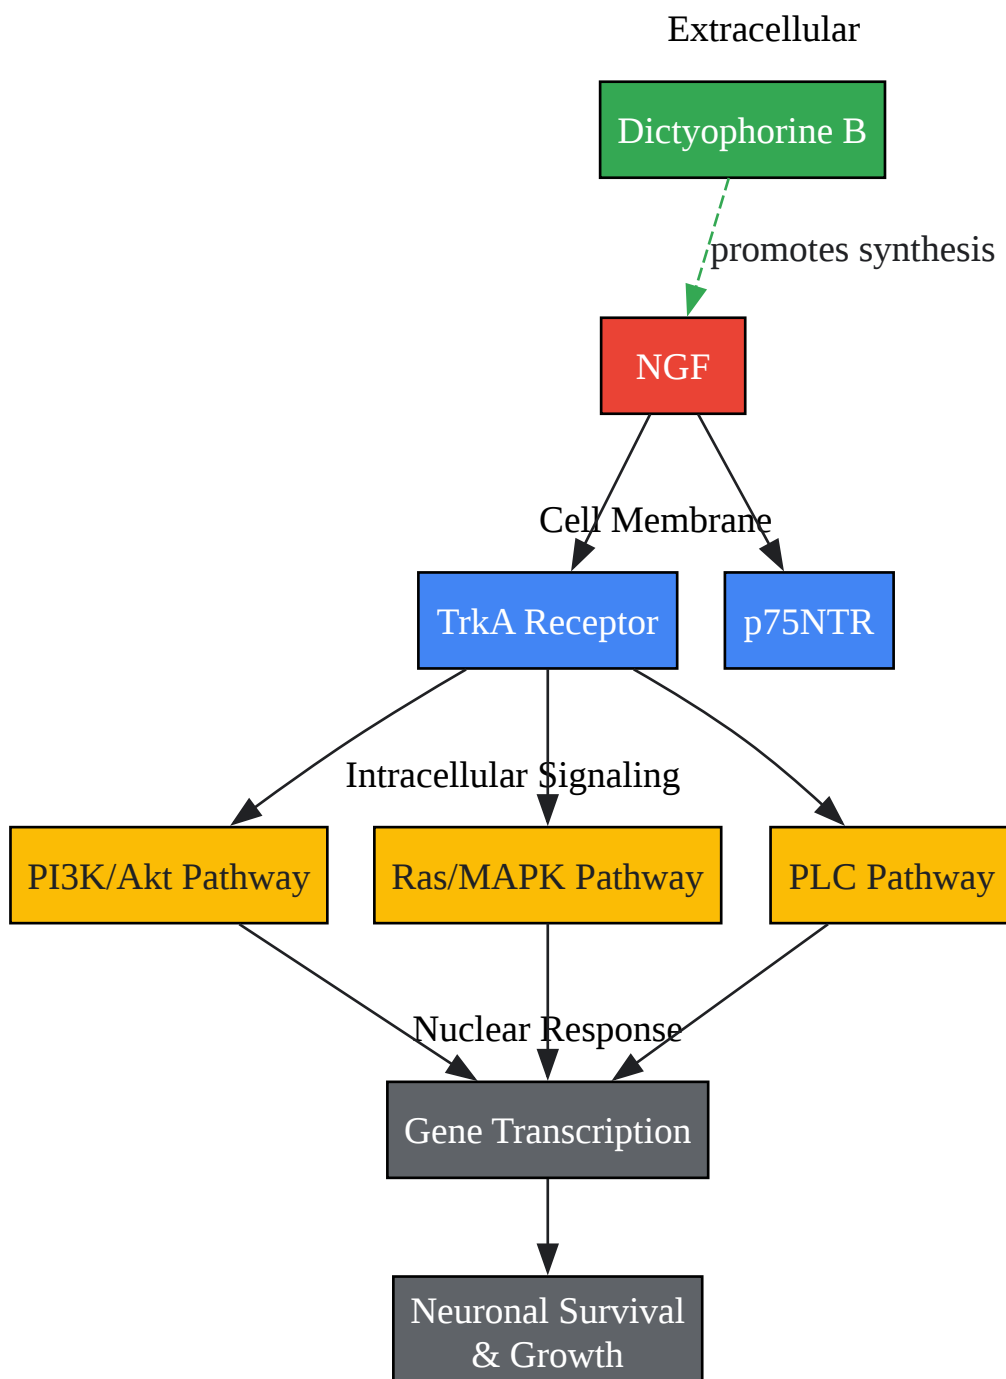 Extracellular
Dictyophorine B
promotes synthesis
NGF
Cell Membrane
TrkA Receptor
p75NTR
Intracellular Signaling
PI3K/Akt Pathway
Ras/MAPK Pathway
PLC Pathway
Nuclear Response
Gene Transcription
Neuronal Survival
& Growth